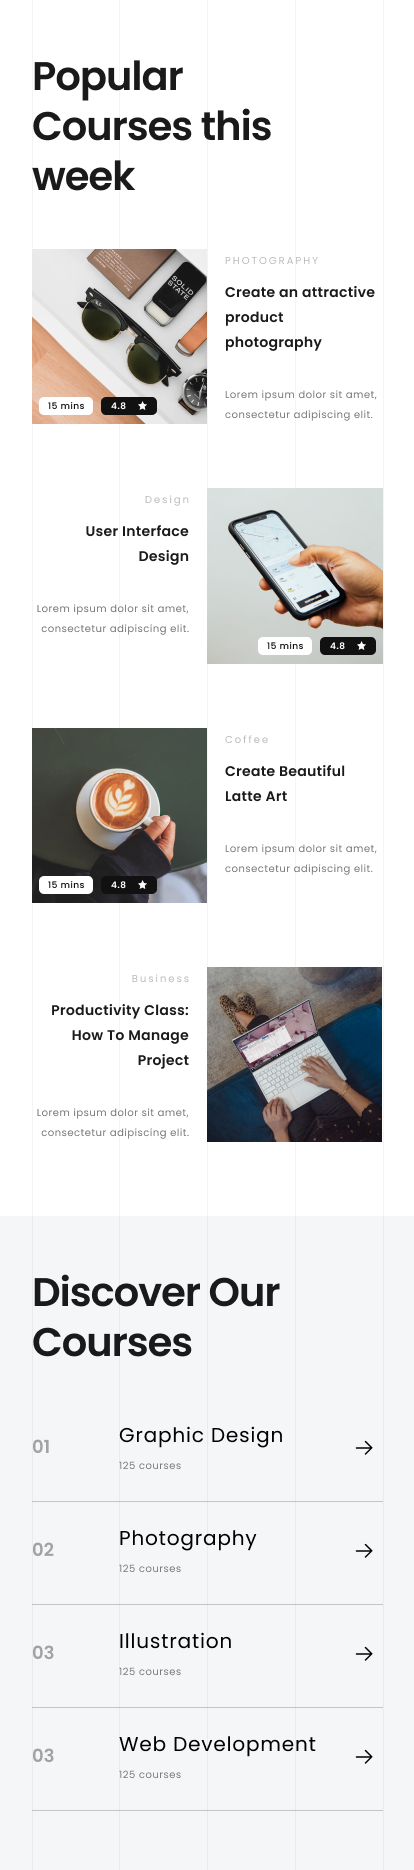 Popular
Courses this
week
SOLID
STATE
15 mins
4.8
PHOTOGRAPHY
Create an attractive
product
photography
Lorem ipsum dolor sit amet,
consectetur adipiscing elit.
Design
User Interface
Design
Lorem ipsum dolor sit amet,
consectetur adipiscing elit.
15 mins
4.8
15 mins
4.8
Coffee
Create Beautiful
Latte Art
Lorem ipsum dolor sit amet,
consectetur adipiscing elit.
Business
Productivity Class:
How To Manage
Project
Lorem ipsum dolor sit amet,
consectetur adipiscing elit.
Discover Our
Courses
01
Graphic Design
125 courses
02
Photography
125 courses
03
Illustration
125 courses
03
Web Development
125 courses